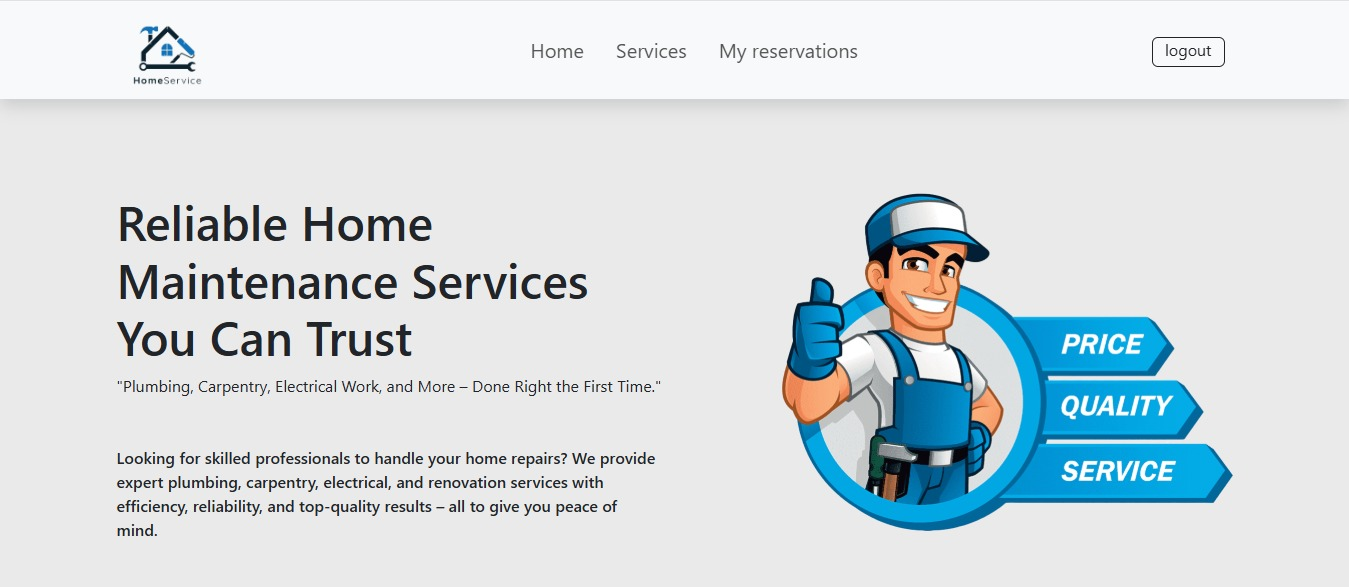 HomeService
Home
Services
My reservations
logout
Reliable Home
Maintenance Services
You Can Trust
"Plumbing, Carpentry, Electrical Work, and More – Done Right the First Time."
Looking for skilled professionals to handle your home repairs? We provide
expert plumbing, carpentry, electrical, and renovation services with
efficiency, reliability, and top-quality results – all to give you peace of
mind.
PRICE
QUALITY
SERVICE